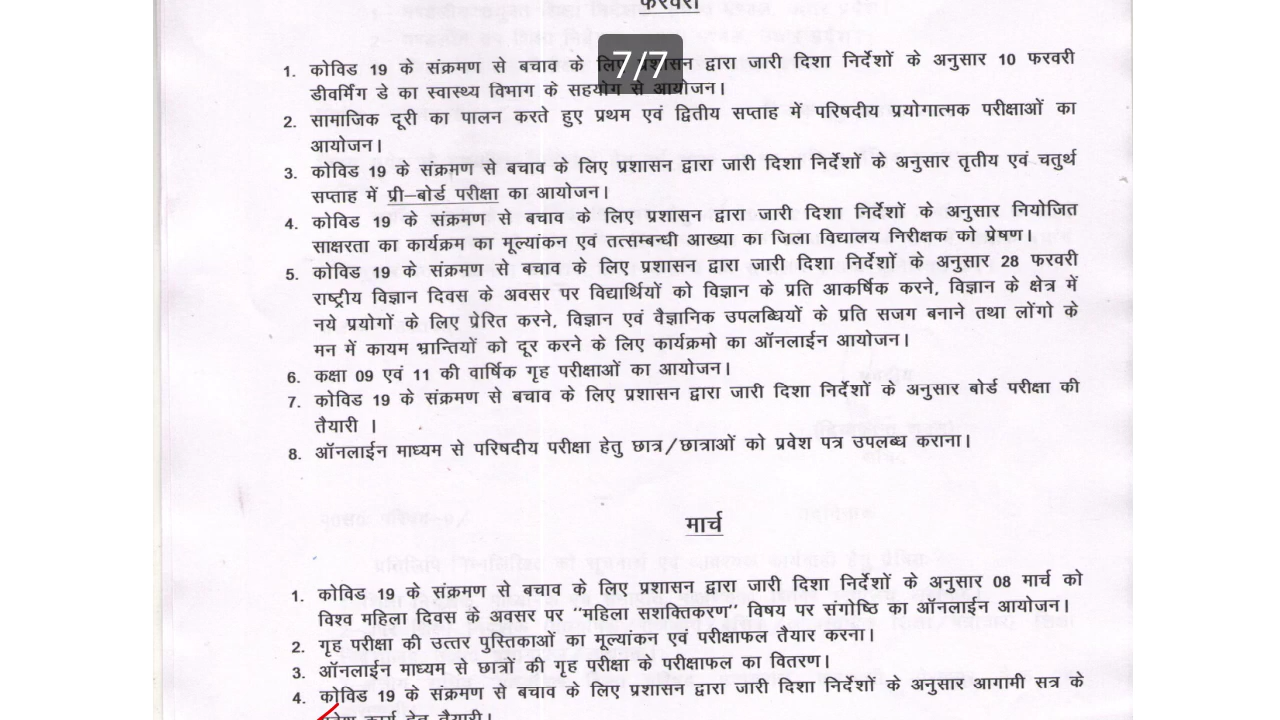 फरवरी
7/7
1. कोविड 19 के संक्रमण से बचाव के लिए प्रशासन द्वारा जारी दिशा निर्देशों के अनुसार 10 फरवरी
डीवर्मिंग डे का स्वास्थ्य विभाग के सहयोग से आयोजन।
2. सामाजिक दूरी का पालन करते हुए प्रथम एवं द्वितीय सप्ताह में परिषदीय प्रयोगात्मक परीक्षाओं का
आयोजन।
3. कोविड 19 के संक्रमण से बचाव के लिए प्रशासन द्वारा जारी दिशा निर्देशों के अनुसार तृतीय एवं चतुर्थ
सप्ताह में प्री–बोर्ड परीक्षा का आयोजन।
4. कोविड 19 के संक्रमण से बचाव के लिए प्रशासन द्वारा जारी दिशा निर्देशों के अनुसार नियोजित
साक्षरता का कार्यक्रम का मूल्यांकन एवं तत्सम्बन्धी आख्या का जिला विद्यालय निरीक्षक को प्रेषण।
5. कोविड 19 के संक्रमण से बचाव के लिए प्रशासन द्वारा जारी दिशा निर्देशों के अनुसार 28 फरवरी
राष्ट्रीय विज्ञान दिवस के अवसर पर विद्यार्थियों को विज्ञान के प्रति आकर्षिक करने, विज्ञान के क्षेत्र में
नये प्रयोगों के लिए प्रेरित करने, विज्ञान एवं वैज्ञानिक उपलब्धियों के प्रति सजग बनाने तथा लोंगो के
मन में कायम भ्रान्तियों को दूर करने के लिए कार्यक्रमो का ऑनलाईन आयोजन।
6. कक्षा 09 एवं 11 की वार्षिक गृह परीक्षाओं का आयोजन।
7. कोविड 19 के संक्रमण से बचाव के लिए प्रशासन द्वारा जारी दिशा निर्देशों के अनुसार बोर्ड परीक्षा की
तैयारी ।
8. ऑनलाईन माध्यम से परिषदीय परीक्षा हेतु छात्र/छात्राओं को प्रवेश पत्र उपलब्ध कराना।
मार्च
1. कोविड 19 के संक्रमण से बचाव के लिए प्रशासन द्वारा जारी दिशा निर्देशों के अनुसार 08 मार्च को
विश्व महिला दिवस के अवसर पर "महिला सशक्तिकरण" विषय पर संगोष्ठि का ऑनलाईन आयोजन।
2. गृह परीक्षा की उत्तर पुस्तिकाओं का मूल्यांकन एवं परीक्षाफल तैयार करना।
3. ऑनलाईन माध्यम से छात्रों की गृह परीक्षा के परीक्षाफल का वितरण।
4. कोविड 19 के संक्रमण से बचाव के लिए प्रशासन द्वारा जारी दिशा निर्देशों के अनुसार आगामी सत्र के
कार्य हेतु तैयारी।